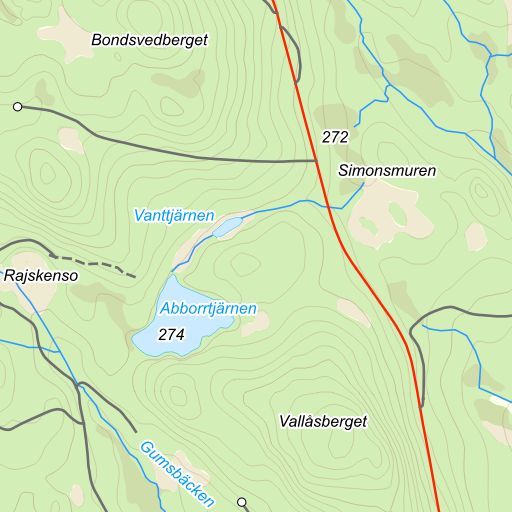 Bondsvedberget
272
Simonsmuren
Vanttjärnen
Rajskenso
Abborrtjärnen
274
Vallåsberget
Gumsbäcken